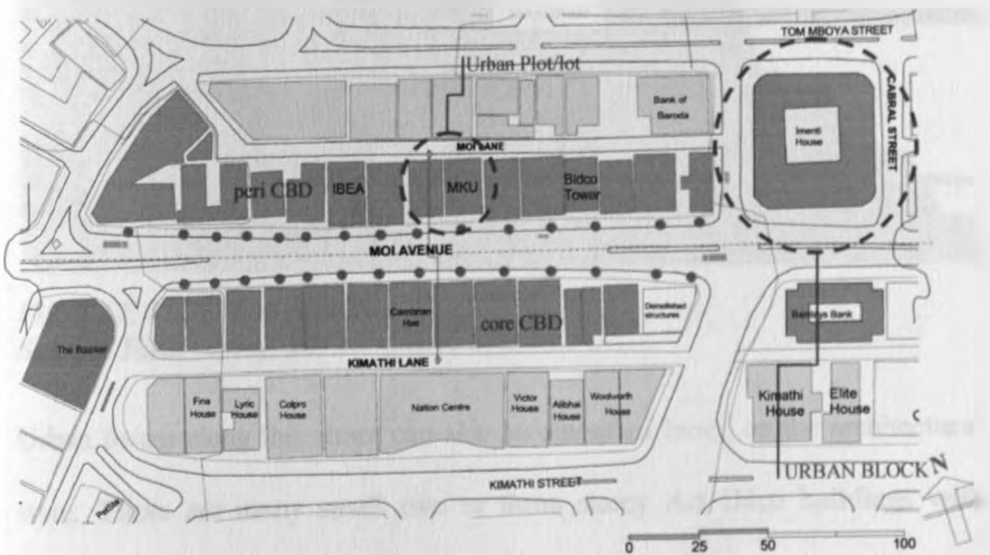 TOM MBOYA STREET
Urban Plot/lot
Bank of
Baroda
CABRAL STREET
Imenti
House
MOI LANE
peri CBD
IBEA
MKU
Bidco
Tower
MOI AVENUE
Cambrian
Hse
core CBD
Demolished
structures
Barclays Bank
The Bazaar
KIMATHI LANE
Fina
House
Lyric
House
Colpro
House
Nation Centre
Victor
House
Alibhai
House
Woolworth
House
Kimathi
House
Elite
House
C
URBAN BLOCK
N
KIMATHI STREET
0 25 50 100